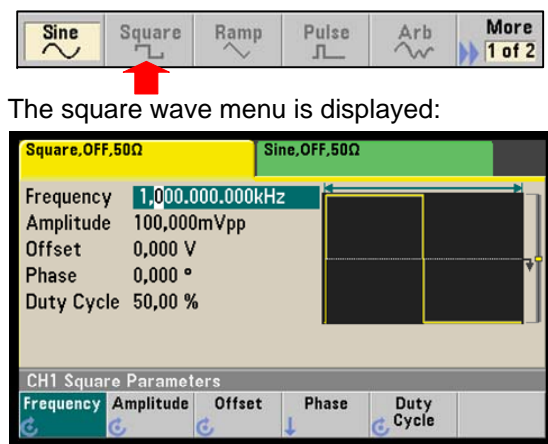 Sine Square Ramp Pulse Arb More
1 of 2
The square wave menu is displayed:
Square,OFF,50Ω Sine,OFF,50Ω
Frequency 1,000.000.000kHz
Amplitude 100,000mVpp
Offset 0,000 V
Phase 0,000 °
Duty Cycle 50,00 %
CH1 Square Parameters
Frequency Amplitude Offset Phase Duty
Cycle